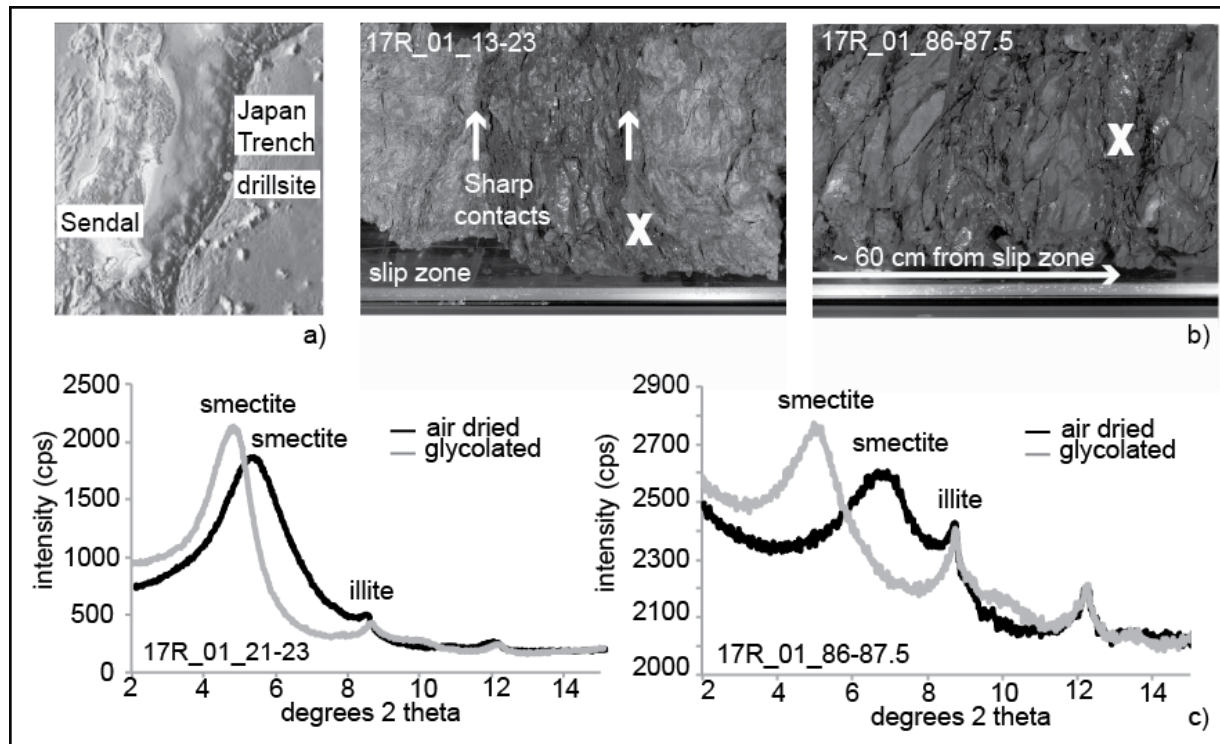 Japan
Trench
drillsite
Sendal
a)
17R_01_13-23
Sharp
contacts
X
slip zone
17R_01_86-87.5
X
~ 60 cm from slip zone
b)
intensity (cps)
2500
2000
1500
1000
500
0
smectite
smectite
illite
air dried
glycolated
17R_01_21-23
2 4 6 8 10 12 14
degrees 2 theta
intensity (cps)
2900
2700
2500
2300
2100
2000
smectite
smectite
illite
air dried
glycolated
17R_01_86-87.5
2 4 6 8 10 12 14
degrees 2 theta
c)